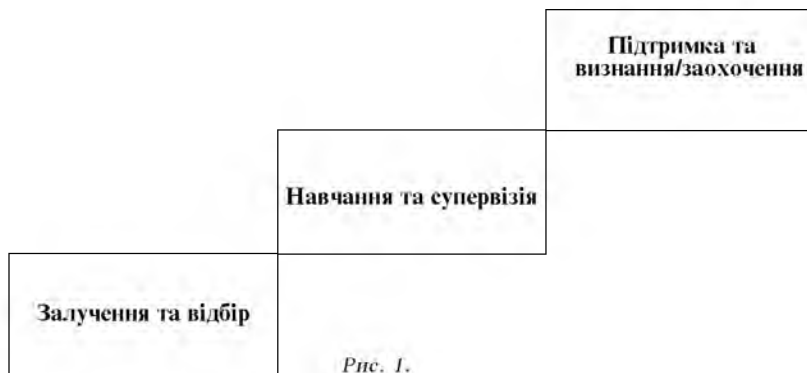 Підтримка та
визнання/заохочення
Навчання та супервізія
Залучення та відбір
Рис. 1.